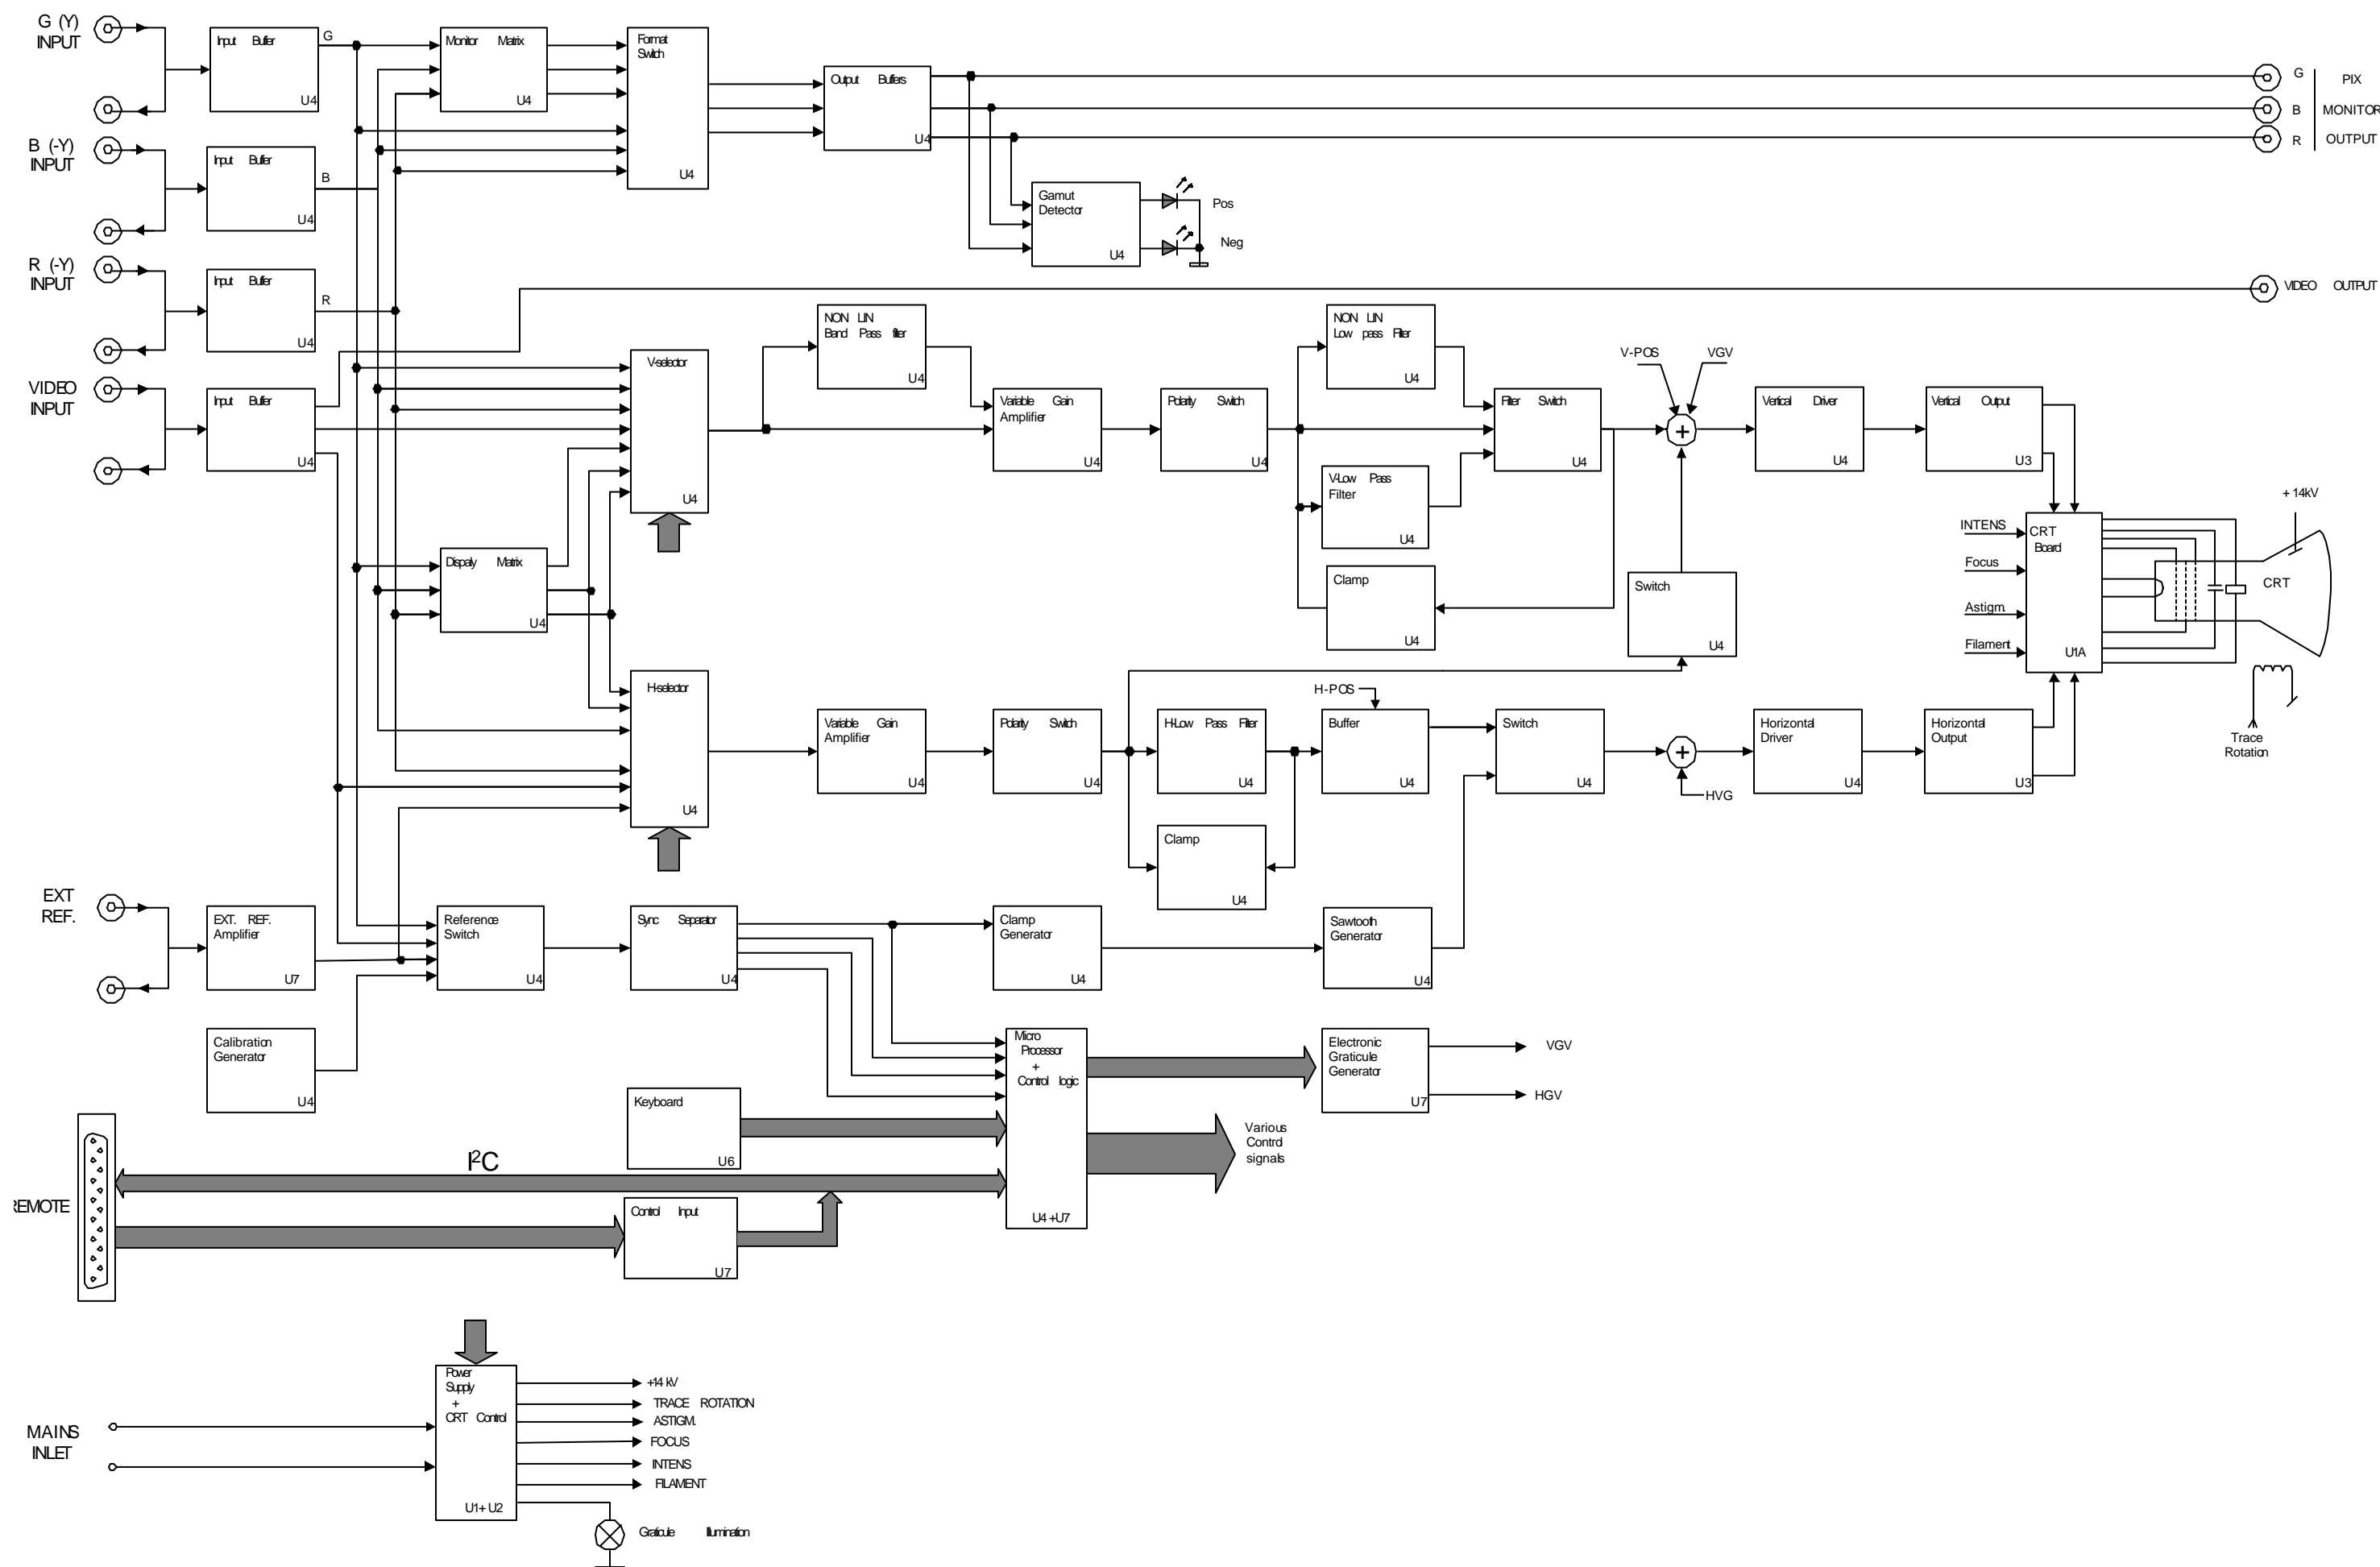 G (Y)
INPUT
Input Buffer
U4
G
Monitor Matrix
U4
Format
Switch
U4
Output Buffers
U4
G
B
R
PIX
MONITOR
OUTPUT
B (-Y)
INPUT
Input Buffer
U4
B
Gamut
Detector
U4
Pos
Neg
R (-Y)
INPUT
Input Buffer
U4
R
VIDEO OUTPUT
VIDEO
INPUT
Input Buffer
U4
V-selector
U4
NON LIN
Band Pass filter
U4
Variable Gain
Amplifier
U4
Polarity Switch
U4
NON LIN
Low pass Filter
U4
V-Low Pass
Filter
U4
Clamp
U4
Filter Switch
U4
V-POS
VGV
+
Vertical Driver
U4
Vertical Output
U3
Switch
U4
INTENS
Focus
Astigm.
Filament
CRT
Board
U1A
+ 14kV
CRT
Trace
Rotation
Dispaly Matrix
U4
H-selector
U4
Variable Gain
Amplifier
U4
Polarity Switch
U4
H-Low Pass Filter
U4
H-POS
Buffer
U4
Switch
U4
+
HVG
Horizontal
Driver
U4
Horizontal
Output
U3
Clamp
U4
EXT
REF.
EXT. REF.
Amplifier
U7
Reference
Switch
U4
Sync Separator
U4
Clamp
Generator
U4
Sawtooth
Generator
U4
Calibration
Generator
U4
Micro
Processor
+
Control logic
U4 +U7
Electronic
Graticule
Generator
U7
VGV
HGV
Keyboard
U6
Various
Control
signals
I²C
REMOTE
Control Input
U7
MAINS
INLET
Power
Supply
+
CRT Control
U1+ U2
+14 kV
TRACE ROTATION
ASTIGM.
FOCUS
INTENS
FILAMENT
Graticule Illumination